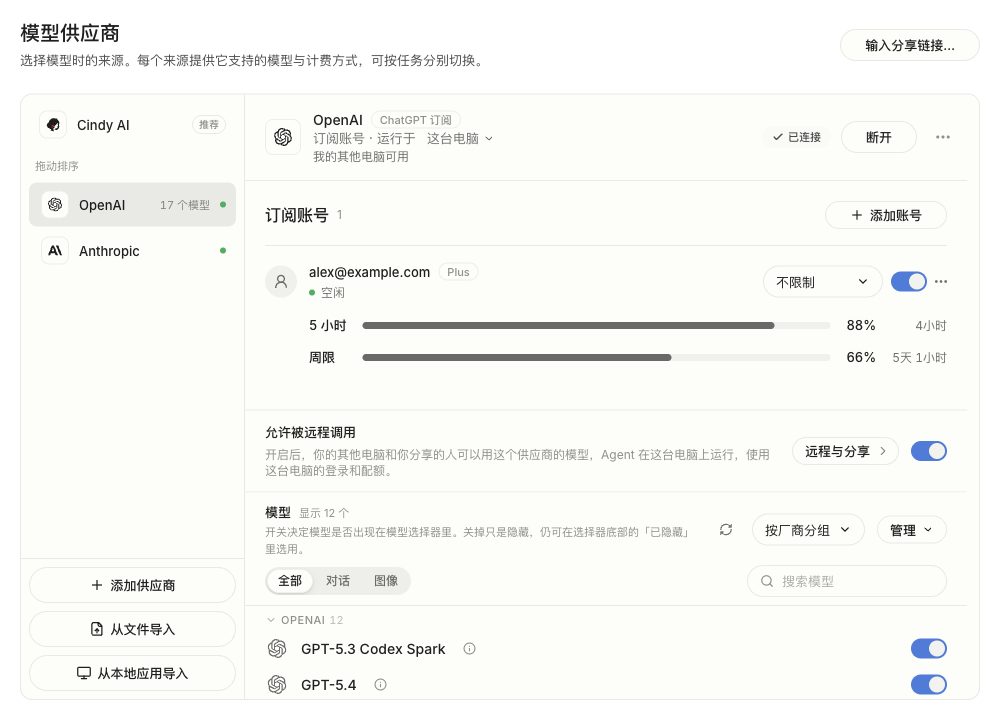 模型供应商
选择模型时的来源。每个来源提供它支持的模型与计费方式，可按任务分别切换。
输入分享链接...
Cindy AI
推荐
拖动排序
OpenAI
17 个模型
Anthropic
添加供应商
从文件导入
从本地应用导入
OpenAI ChatGPT 订阅
订阅账号 · 运行于 这台电脑
我的其他电脑可用
已连接
断开
订阅账号 1
添加账号
alex@example.com Plus
空闲
不限制
5 小时 88% 4小时
周限 66% 5天 1小时
允许被远程调用
开启后，你的其他电脑和你分享的人可以用这个供应商的模型，Agent 在这台电脑上运行，使用
这台电脑的登录和配额。
远程与分享
模型 显示 12 个
开关决定模型是否出现在模型选择器里。关掉只是隐藏，仍可在选择器底部的「已隐藏」
里选用。
按厂商分组
管理
全部 对话 图像
搜索模型
OPENAI 12
GPT-5.3 Codex Spark
GPT-5.4